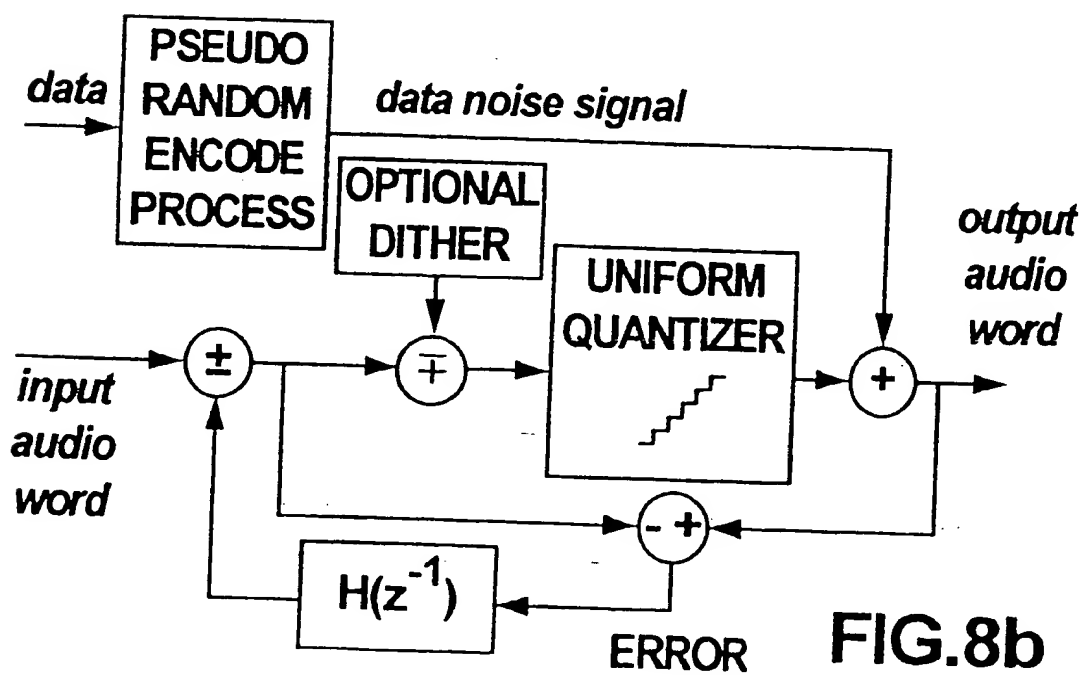 PSEUDO
RANDOM
ENCODE
PROCESS
data
data noise signal
OPTIONAL
DITHER
UNIFORM
QUANTIZER
output
audio
word
±
∓
+
input
audio
word
- +
H(z⁻¹)
ERROR
FIG.8b